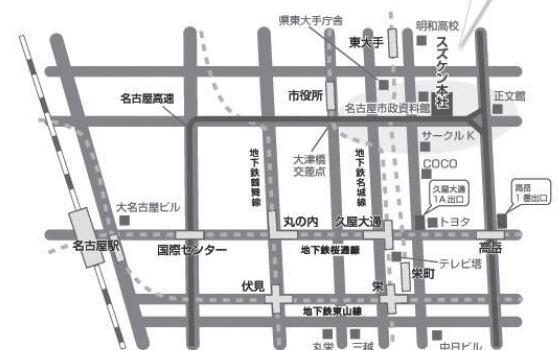 県東大手庁舎
明和高校
東大手
スズケン本社
市役所
名古屋高速
名古屋市政資料館
正文館
サークルK
大津橋
交差点
地下鉄鶴舞線
地下鉄名城線
COCO
久屋大通
1A出口
高岳
1番出口
大名古屋ビル
丸の内
久屋大通
トヨタ
名古屋駅
国際センター
地下鉄桜通線
高岳
テレビ塔
栄町
伏見
栄
地下鉄東山線
丸栄
三越
中日ビル